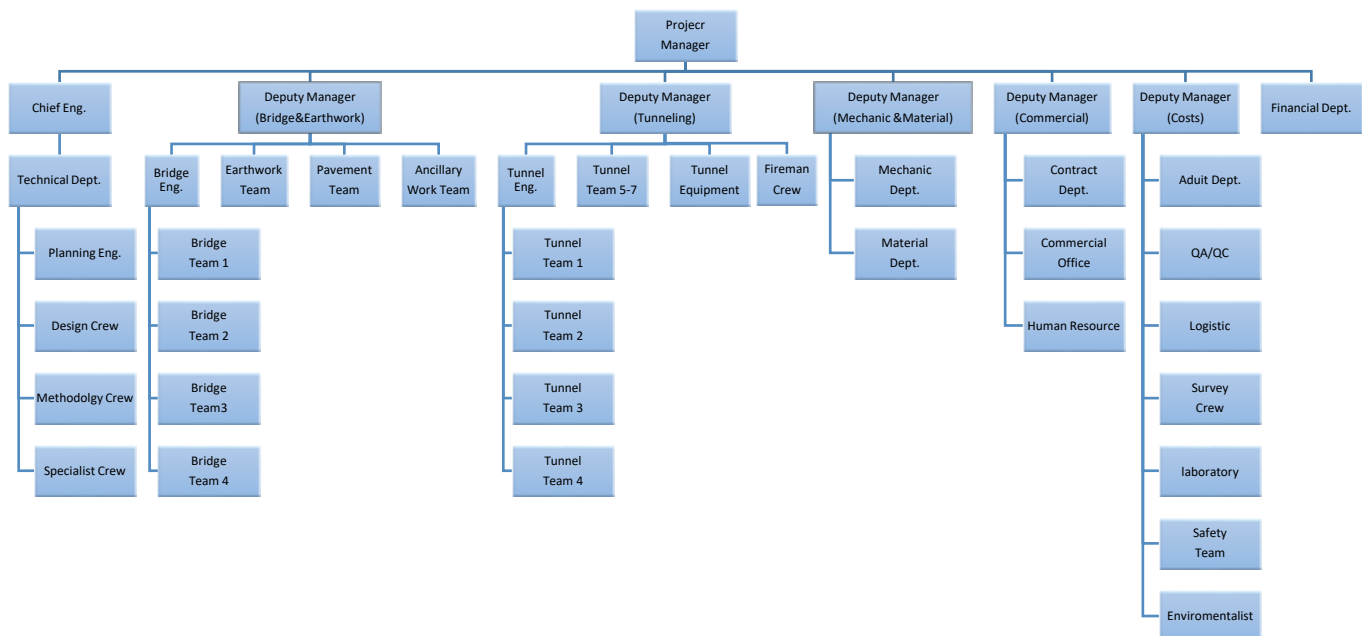 Projecr
Manager
Chief Eng.
Deputy Manager
(Bridge&Earthwork)
Deputy Manager
(Tunneling)
Deputy Manager
(Mechanic &Material)
Deputy Manager
(Commercial)
Deputy Manager
(Costs)
Financial Dept.
Technical Dept.
Bridge
Eng.
Earthwork
Team
Pavement
Team
Ancillary
Work Team
Tunnel
Eng.
Tunnel
Team 5-7
Tunnel
Equipment
Fireman
Crew
Mechanic
Dept.
Contract
Dept.
Aduit Dept.
Planning Eng.
Bridge
Team 1
Tunnel
Team 1
Material
Dept.
Commercial
Office
QA/QC
Design Crew
Bridge
Team 2
Tunnel
Team 2
Human Resource
Logistic
Methodolgy Crew
Bridge
Team3
Tunnel
Team 3
Survey
Crew
Specialist Crew
Bridge
Team 4
Tunnel
Team 4
laboratory
Safety
Team
Enviromentalist